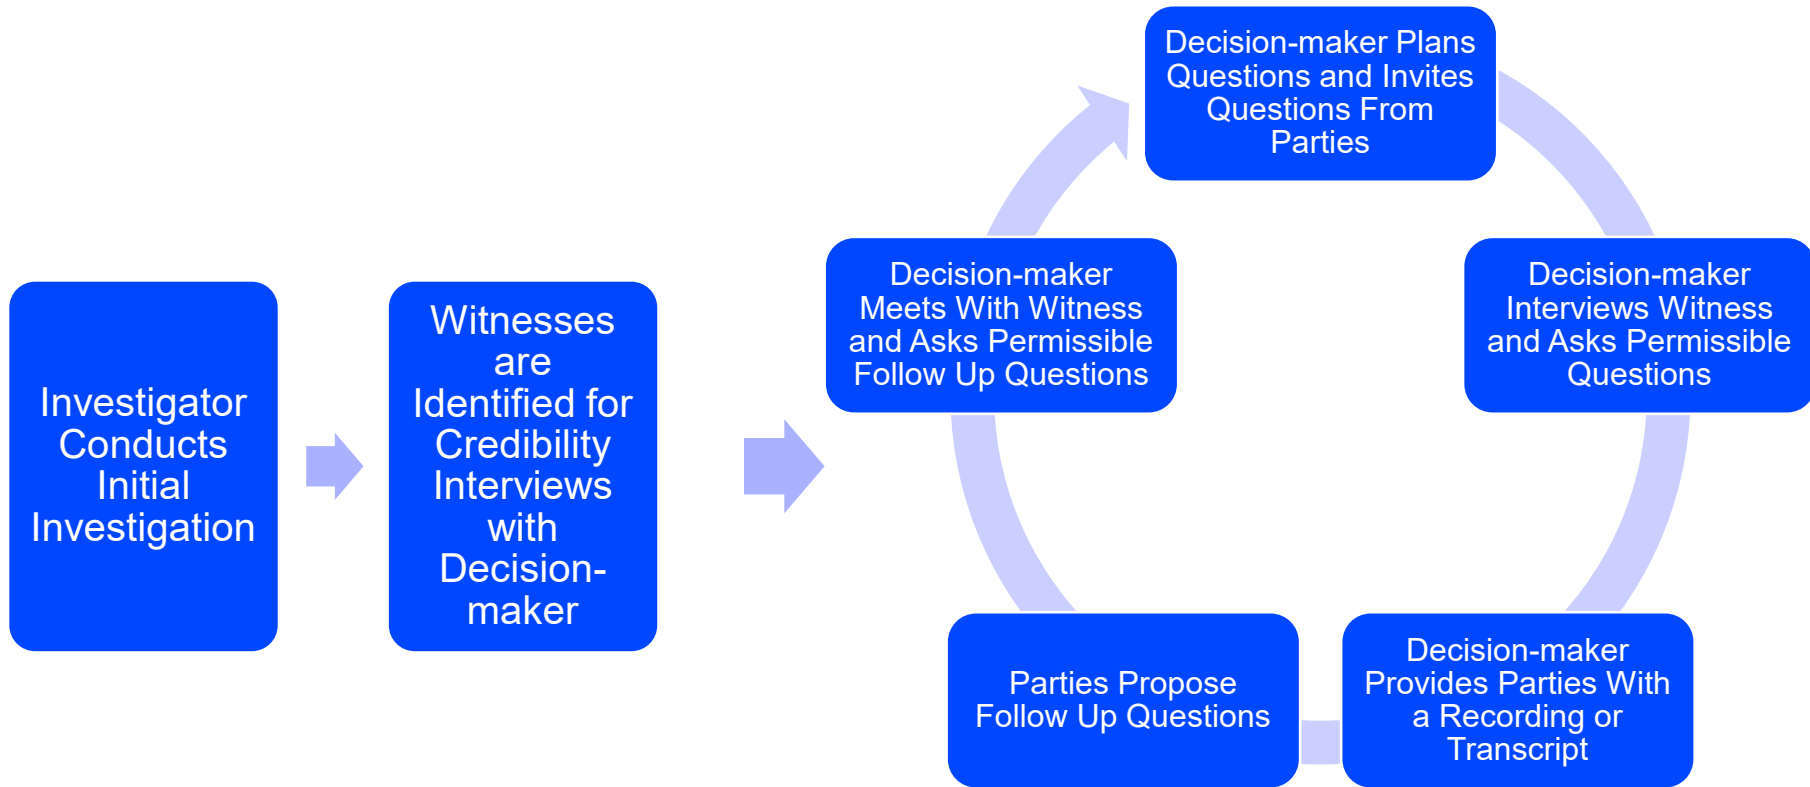 Investigator
Conducts
Initial
Investigation
Witnesses
are
Identified for
Credibility
Interviews
with
Decision-
maker
Decision-maker Plans
Questions and Invites
Questions From
Parties
Decision-maker
Interviews Witness
and Asks Permissible
Questions
Decision-maker
Provides Parties With
a Recording or
Transcript
Parties Propose
Follow Up Questions
Decision-maker
Meets With Witness
and Asks Permissible
Follow Up Questions